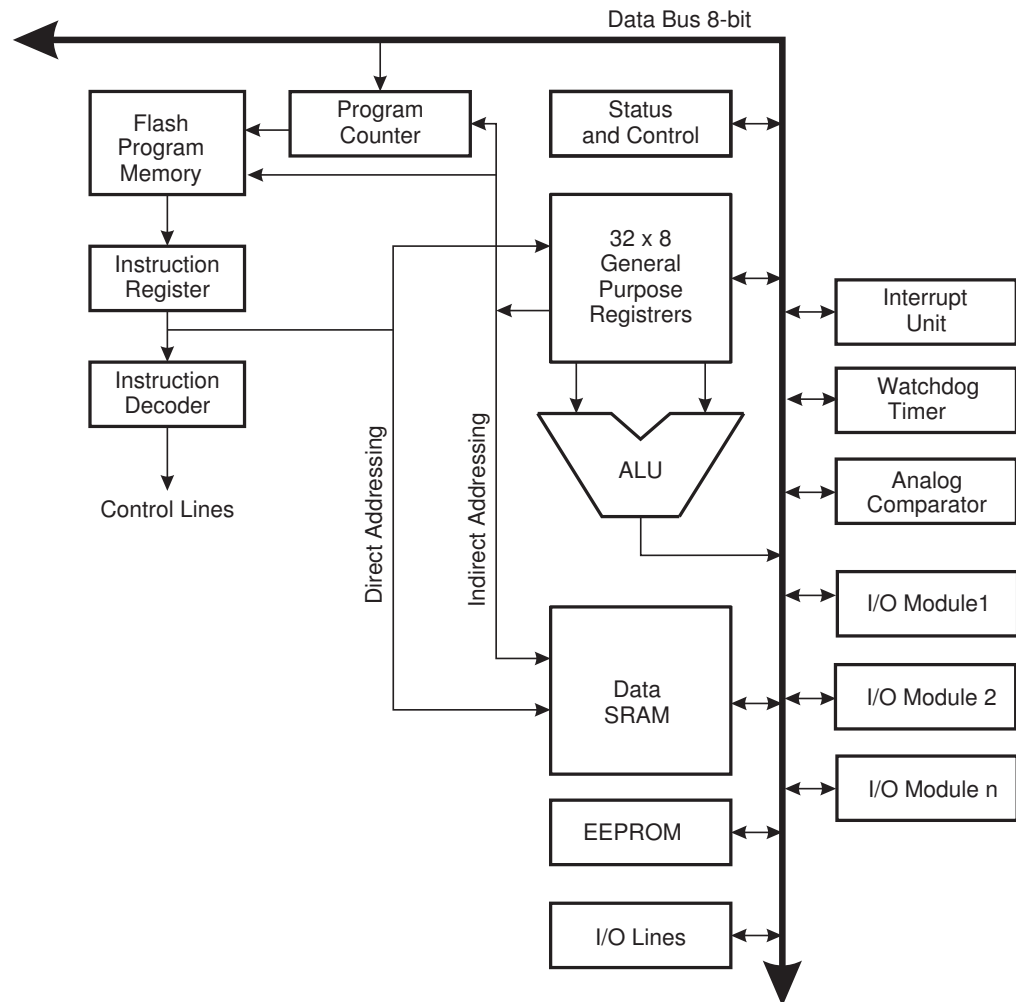 Data Bus 8-bit
Flash
Program
Memory
Program
Counter
Status
and Control
32 x 8
General
Purpose
Registrers
Instruction
Register
Instruction
Decoder
Control Lines
Direct Addressing
Indirect Addressing
ALU
Interrupt
Unit
Watchdog
Timer
Analog
Comparator
I/O Module1
Data
SRAM
I/O Module 2
I/O Module n
EEPROM
I/O Lines